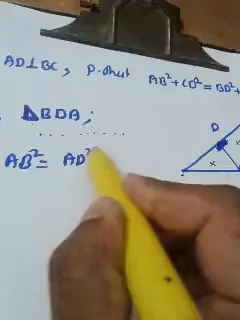 AD⊥BC, P.that AB²+CD²=BD²+
ΔBDA;
AB²= AD²
D
x
x